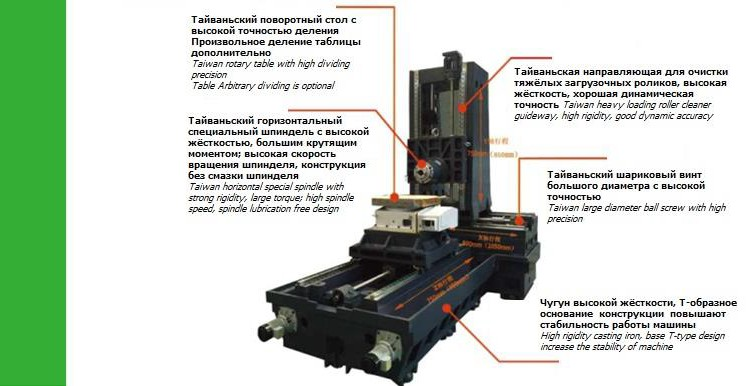 Тайваньский поворотный стол с
высокой точностью деления
Произвольное деление таблицы
дополнительно
Taiwan rotary table with high dividing
precision
Table Arbitrary dividing is optional
Тайваньский горизонтальный
специальный шпиндель с высокой
жёсткостью, большим крутящим
моментом; высокая скорость
вращения шпинделя, конструкция
без смазки шпинделя
Taiwan horizontal special spindle with
strong rigidity, large torque; high spindle
speed, spindle lubrication free design
Тайваньская направляющая для очистки
тяжёлых загрузочных роликов, высокая
жёсткость, хорошая динамическая
точность Taiwan heavy loading roller cleaner
guideway, high rigidity, good dynamic accuracy
Тайваньский шариковый винт
большого диаметра с высокой
точностью
Taiwan large diameter ball screw with high
precision
Чугун высокой жёсткости, Т-образное
основание конструкции повышают
стабильность работы машины
High rigidity casting iron, base T-type design
increase the stability of machine